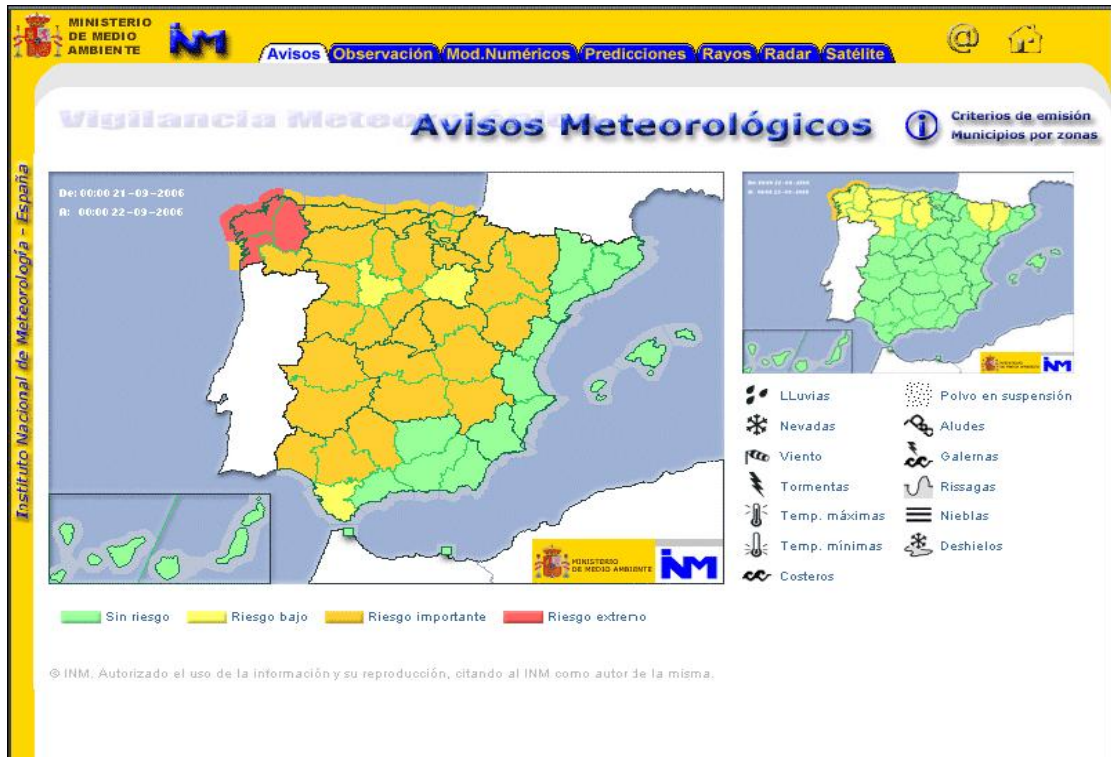 MINISTERIO
DE MEDIO
AMBIENTE
INM
Avisos Observación Mod.Numéricos Predicciones Rayos Radar Satélite
@
Vigilancia Meteorológica
Avisos Meteorológicos
i
Criterios de emisión
Municipios por zonas
Instituto Nacional de Meteorología - España
De: 00:00 21-09-2006
A: 00:00 22-09-2006
MINISTERIO
DE MEDIO AMBIENTE
INM
INM
LLuvias
Polvo en suspensión
Nevadas
Aludes
Viento
Galernas
Tormentas
Rissagas
Temp. máximas
Nieblas
Temp. mínimas
Deshielos
Costeros
Sin riesgo
Riesgo bajo
Riesgo importante
Riesgo extremo
© INM. Autorizado el uso de la información y su reproducción, citando al INM como autor de la misma.